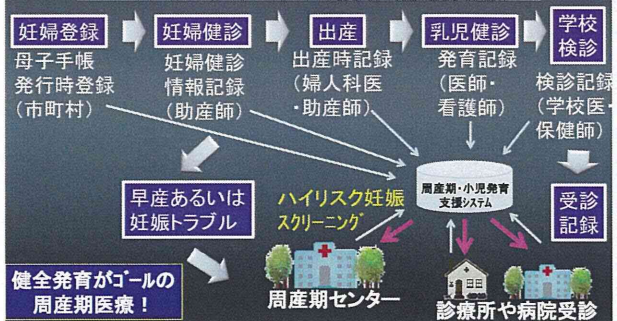 妊婦登録
母子手帳
発行時登録
（市町村）
妊婦健診
妊婦健診
情報記録
（助産師）
出産
出産時記録
（婦人科医
・助産師）
乳児健診
発育記録
（医師・
看護師）
学校
検診
検診記録
（学校医・
保健師）
早産あるいは
妊娠トラブル
ハイリスク妊娠
スクリーニング
周産期・小児発育
支援システム
受診
記録
健全発育がゴールの
周産期医療！
周産期センター
診療所や病院受診